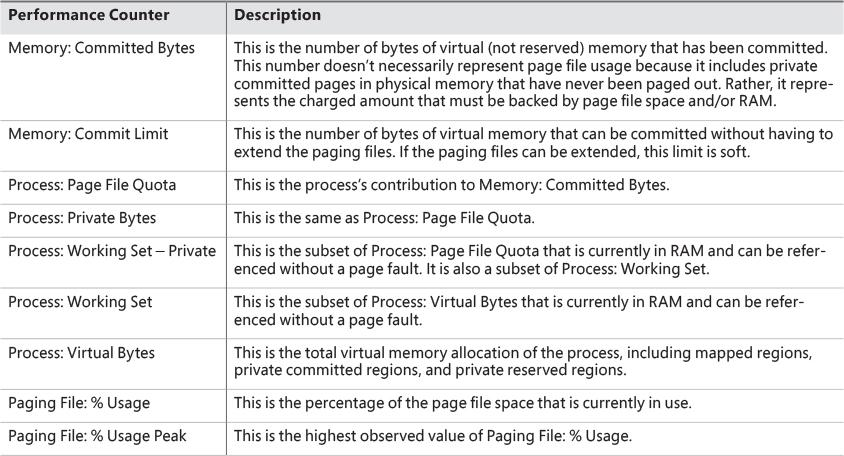 Performance Counter Description
Memory: Committed Bytes This is the number of bytes of virtual (not reserved) memory that has been committed.
This number doesn’t necessarily represent page file usage because it includes private
committed pages in physical memory that have never been paged out. Rather, it repre-
sents the charged amount that must be backed by page file space and/or RAM.
Memory: Commit Limit This is the number of bytes of virtual memory that can be committed without having to
extend the paging files. If the paging files can be extended, this limit is soft.
Process: Page File Quota This is the process’s contribution to Memory: Committed Bytes.
Process: Private Bytes This is the same as Process: Page File Quota.
Process: Working Set – Private This is the subset of Process: Page File Quota that is currently in RAM and can be refer-
enced without a page fault. It is also a subset of Process: Working Set.
Process: Working Set This is the subset of Process: Virtual Bytes that is currently in RAM and can be refer-
enced without a page fault.
Process: Virtual Bytes This is the total virtual memory allocation of the process, including mapped regions,
private committed regions, and private reserved regions.
Paging File: % Usage This is the percentage of the page file space that is currently in use.
Paging File: % Usage Peak This is the highest observed value of Paging File: % Usage.